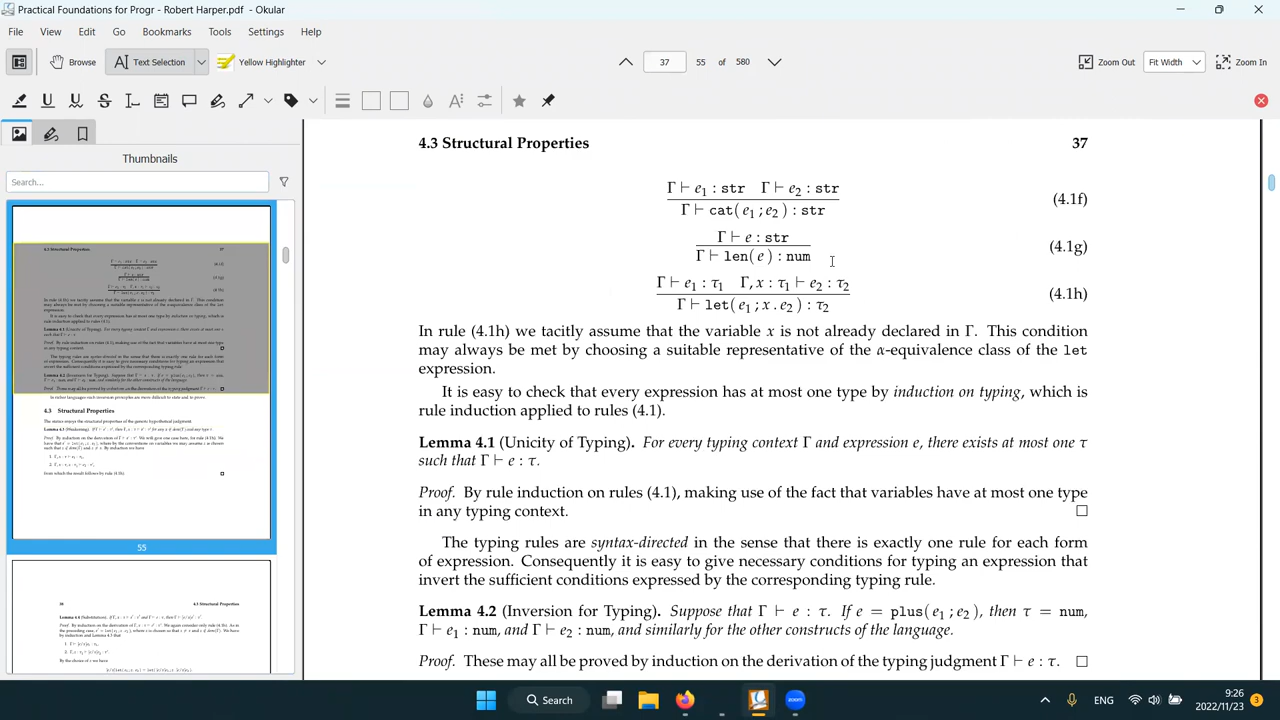 Practical Foundations for Progr - Robert Harper.pdf - Okular
File View Edit Go Bookmarks Tools Settings Help
Browse Text Selection Yellow Highlighter 37 55 of 580 Zoom Out Fit Width Zoom In
Thumbnails
Search...
55
4.3 Structural Properties 37
Γ ⊢ e₁ : str Γ ⊢ e₂ : str
Γ ⊢ cat( e₁ ; e₂ ) : str
(4.1f)
Γ ⊢ e : str
Γ ⊢ len( e ) : num
(4.1g)
Γ ⊢ e₁ : τ₁ Γ, x : τ₁ ⊢ e₂ : τ₂
Γ ⊢ let( e₁ ; x . e₂ ) : τ₂
(4.1h)
In rule (4.1h) we tacitly assume that the variable x is not already declared in Γ. This condition
may always be met by choosing a suitable representative of the α-equivalence class of the let
expression.
It is easy to check that every expression has at most one type by induction on typing, which is
rule induction applied to rules (4.1).
Lemma 4.1 (Unicity of Typing). For every typing context Γ and expression e, there exists at most one τ
such that Γ ⊢ e : τ.
Proof. By rule induction on rules (4.1), making use of the fact that variables have at most one type
in any typing context. □
The typing rules are syntax-directed in the sense that there is exactly one rule for each form
of expression. Consequently it is easy to give necessary conditions for typing an expression that
invert the sufficient conditions expressed by the corresponding typing rule.
Lemma 4.2 (Inversion for Typing). Suppose that Γ ⊢ e : τ. If e = plus( e₁ ; e₂ ), then τ = num,
Γ ⊢ e₁ : num, and Γ ⊢ e₂ : num, and similarly for the other constructs of the language.
Proof. These may all be proved by induction on the derivation of the typing judgment Γ ⊢ e : τ. □
Search
ENG
9:26
2022/11/23
3